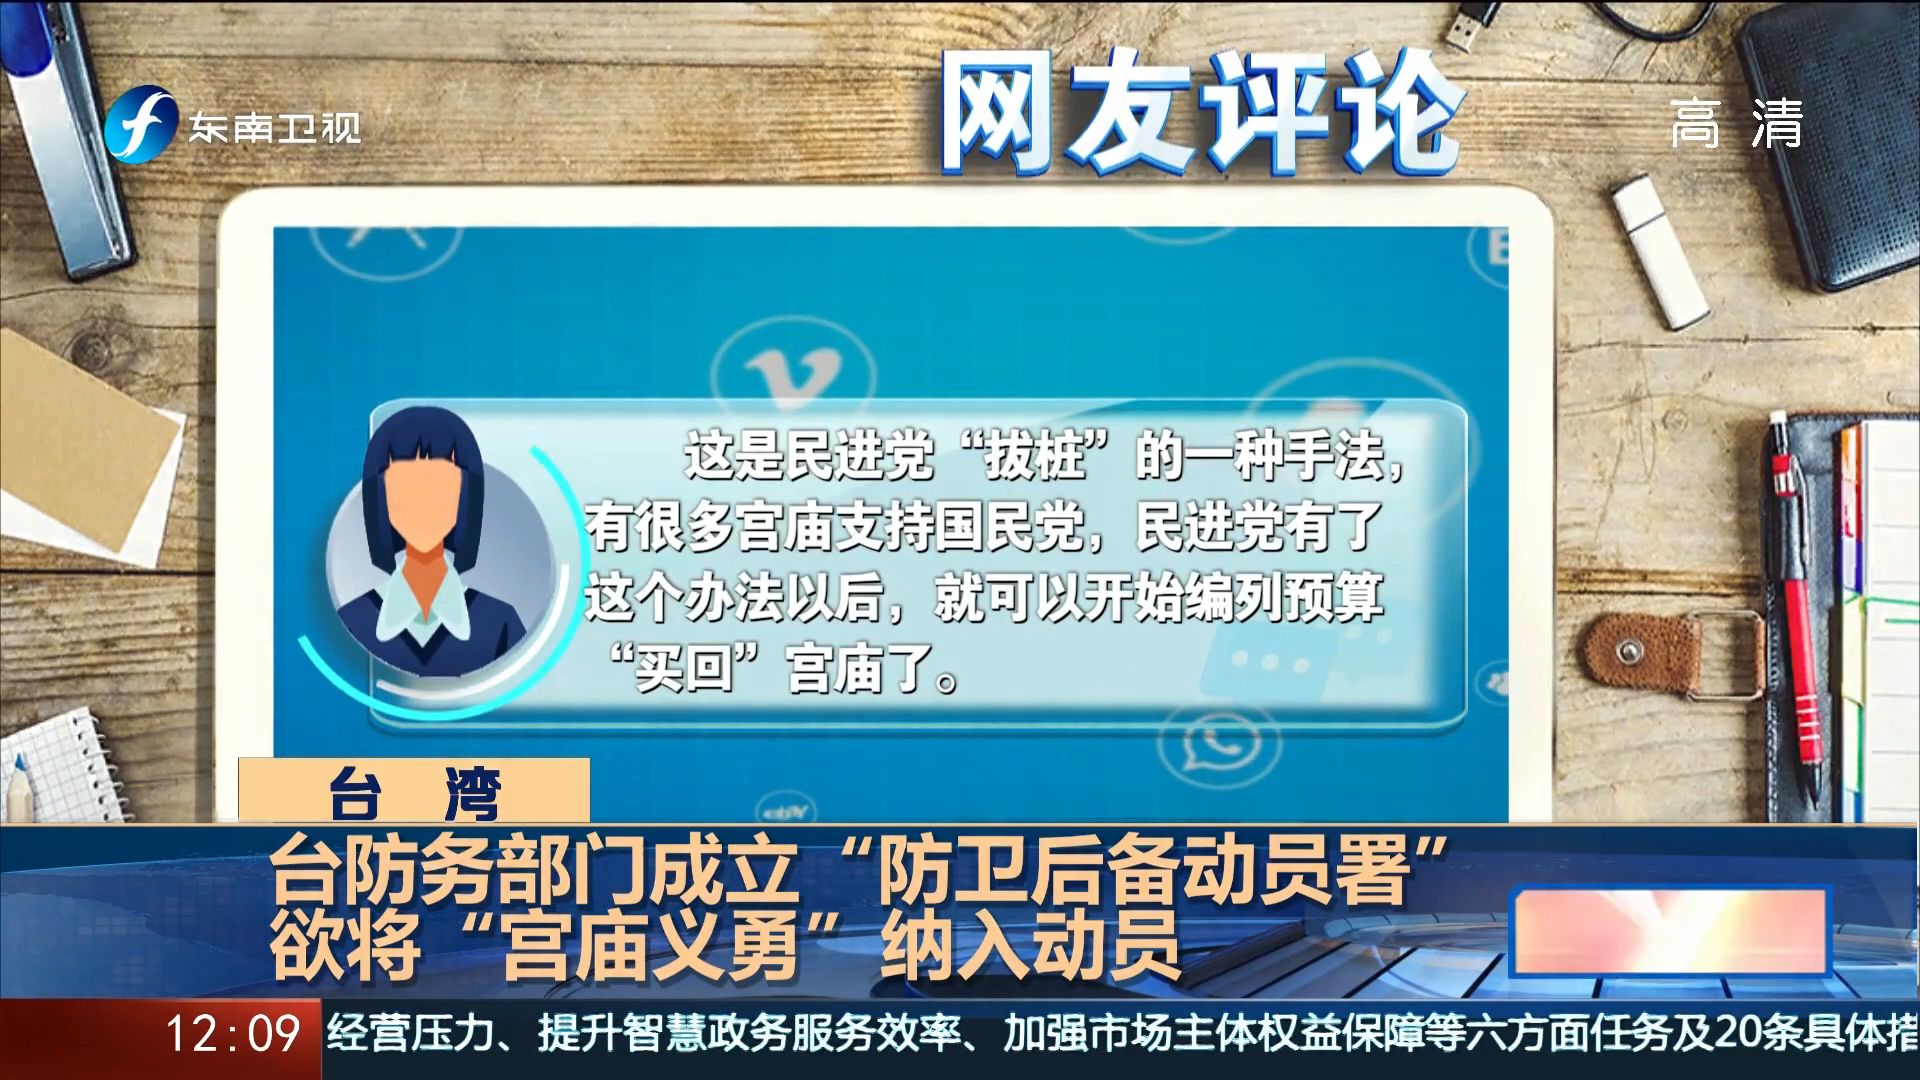 网友评论
东南卫视
高清
这是民进党“拔桩”的一种手法，
有很多宫庙支持国民党，民进党有了
这个办法以后，就可以开始编列预算
“买回”宫庙了。
台湾
台防务部门成立“防卫后备动员署”
欲将“宫庙义勇”纳入动员
12:09
经营压力、提升智慧政务服务效率、加强市场主体权益保障等六方面任务及20条具体措